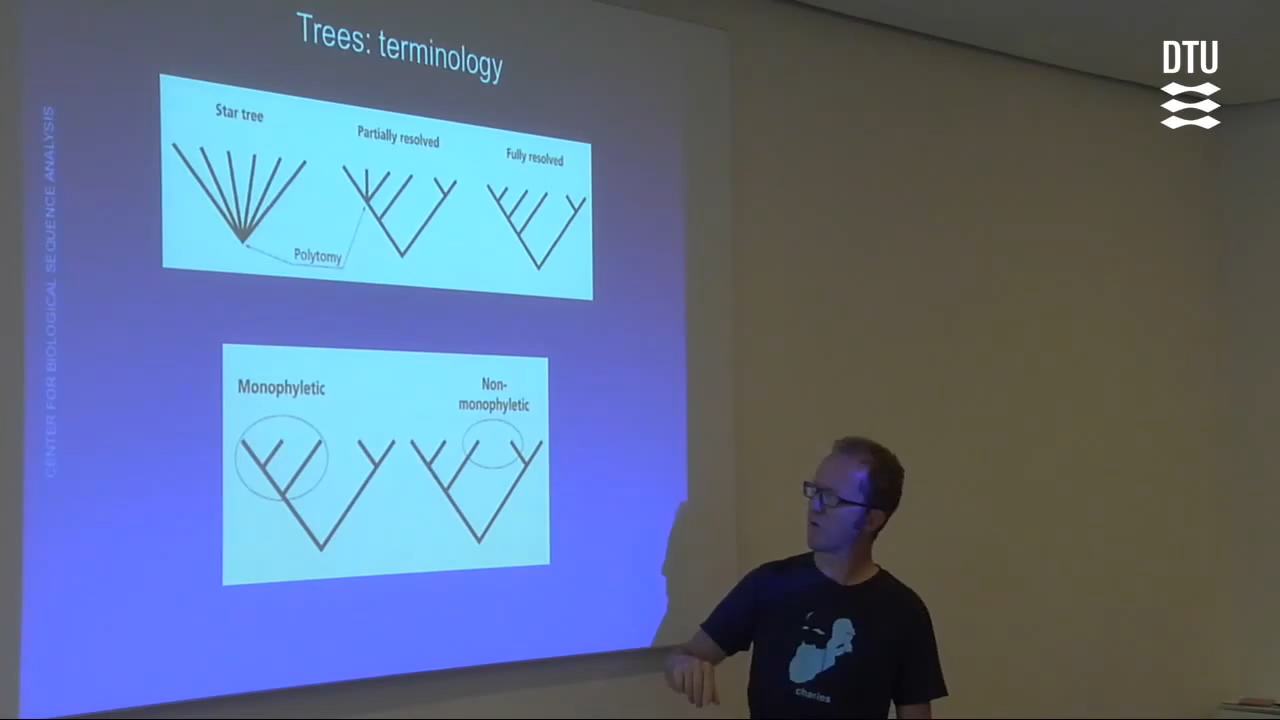 Trees: terminology
Star tree
Partially resolved
Fully resolved
Polytomy
Monophyletic
Non-
monophyletic
CENTER FOR BIOLOGICAL SEQUENCE ANALYSIS
DTU
charles